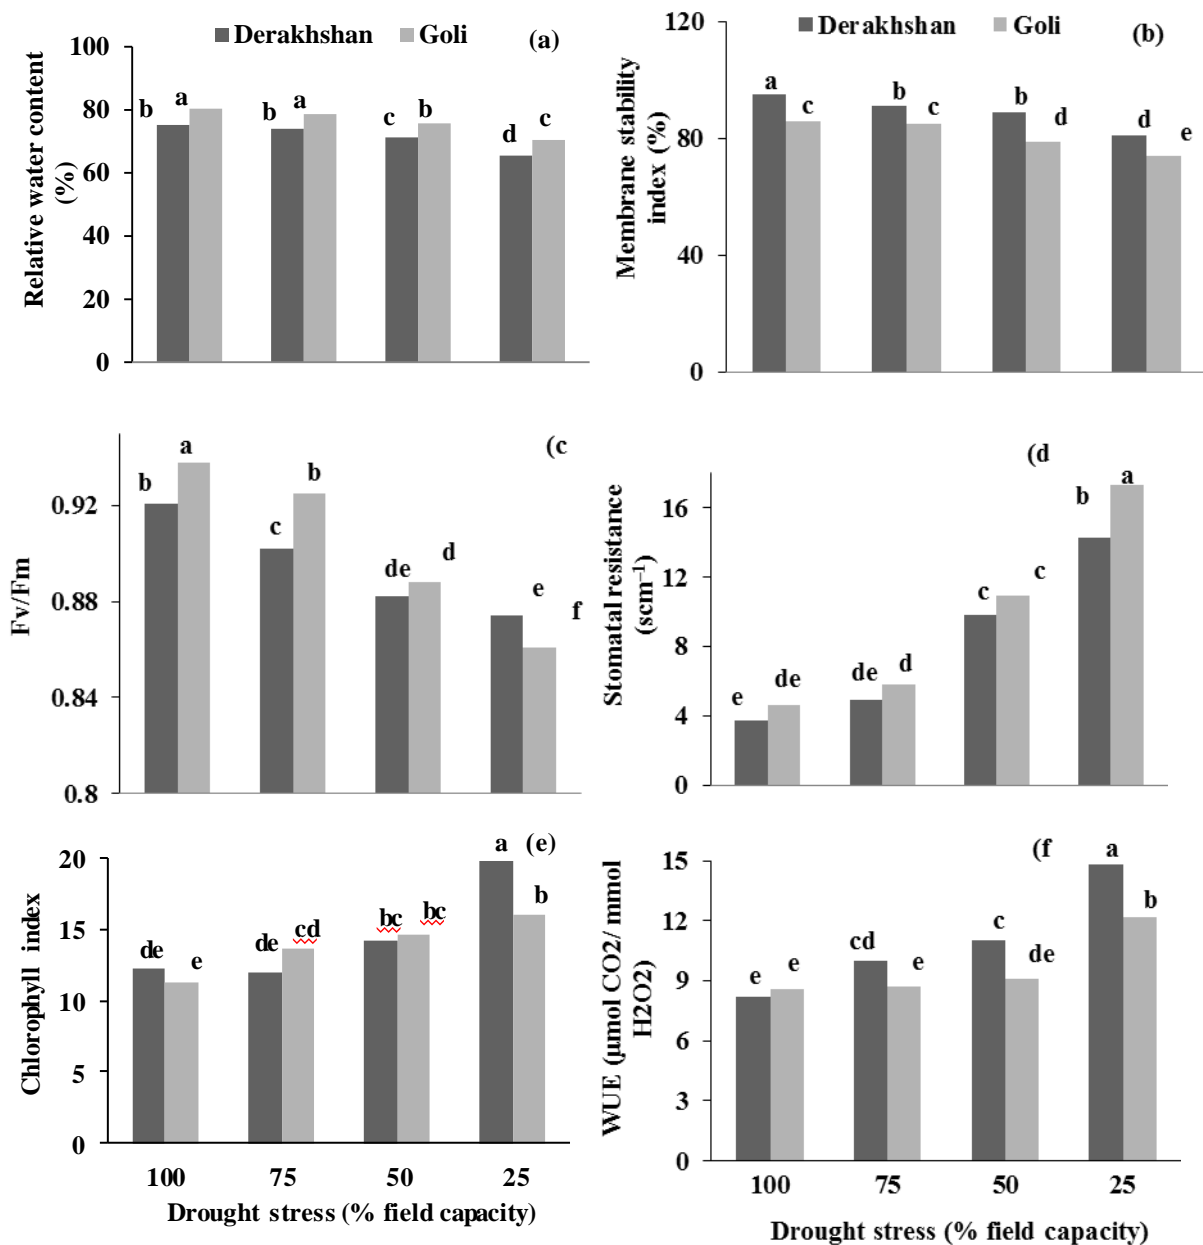 Derakhshan Goli (a)
Relative water content
(%)
100
80
60
40
20
0
b a b a c b d c
Derakhshan Goli (b)
Membrane stability
index (%)
120
80
40
0
a c b c b d d e
(c
Fv/Fm
0.92
0.88
0.84
0.8
b a c b de d e f
(d
Stomatal resistance
(scm⁻¹)
16
12
8
4
0
e de de d c c b a
(e)
Chlorophyll index
20
15
10
5
0
de e de cd bc bc a b
100 75 50 25
Drought stress (% field capacity)
(f
WUE (µmol CO2/ mmol
H2O2)
15
12
9
6
3
0
e e cd e c de a b
100 75 50 25
Drought stress (% field capacity)